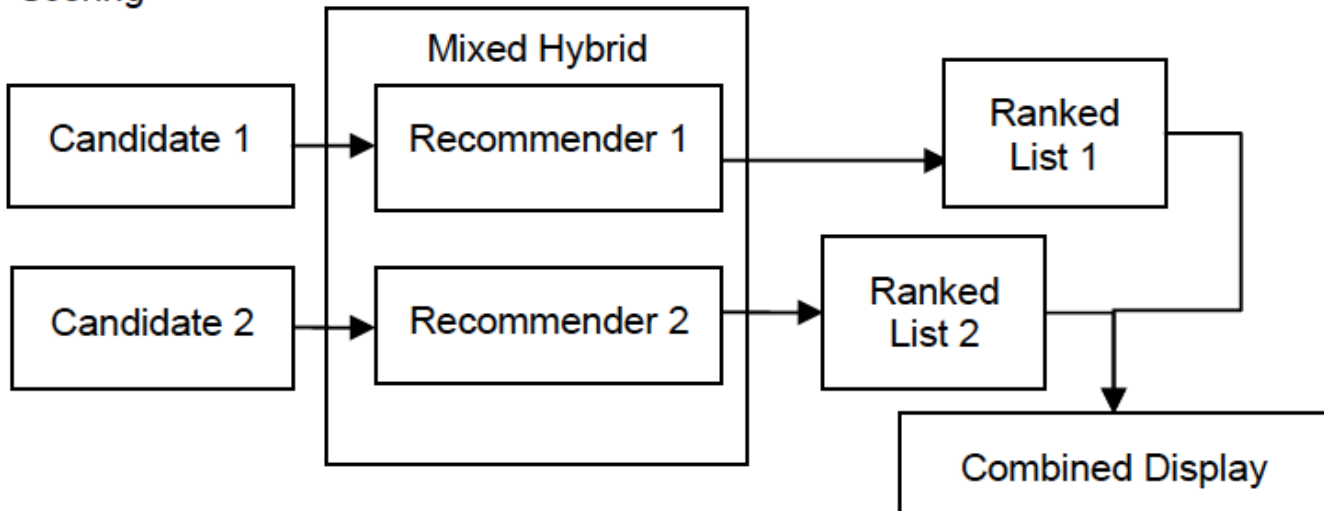 Mixed Hybrid
Candidate 1
Recommender 1
Ranked
List 1
Candidate 2
Recommender 2
Ranked
List 2
Combined Display